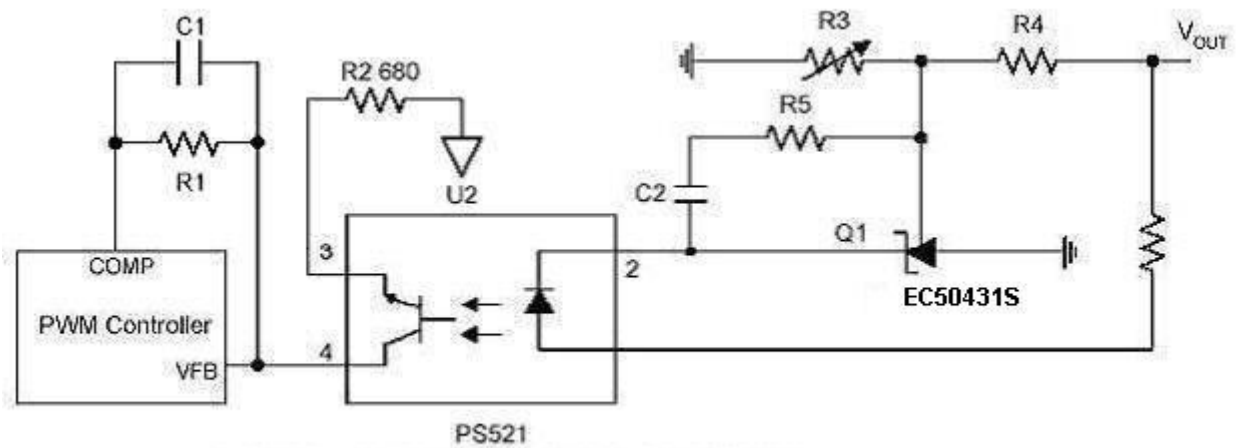 C1
R3
R4
VOUT
R2 680
R5
R1
U2
C2
Q1
3
2
COMP
EC50431S
PWM Controller
4
VFB
PS521